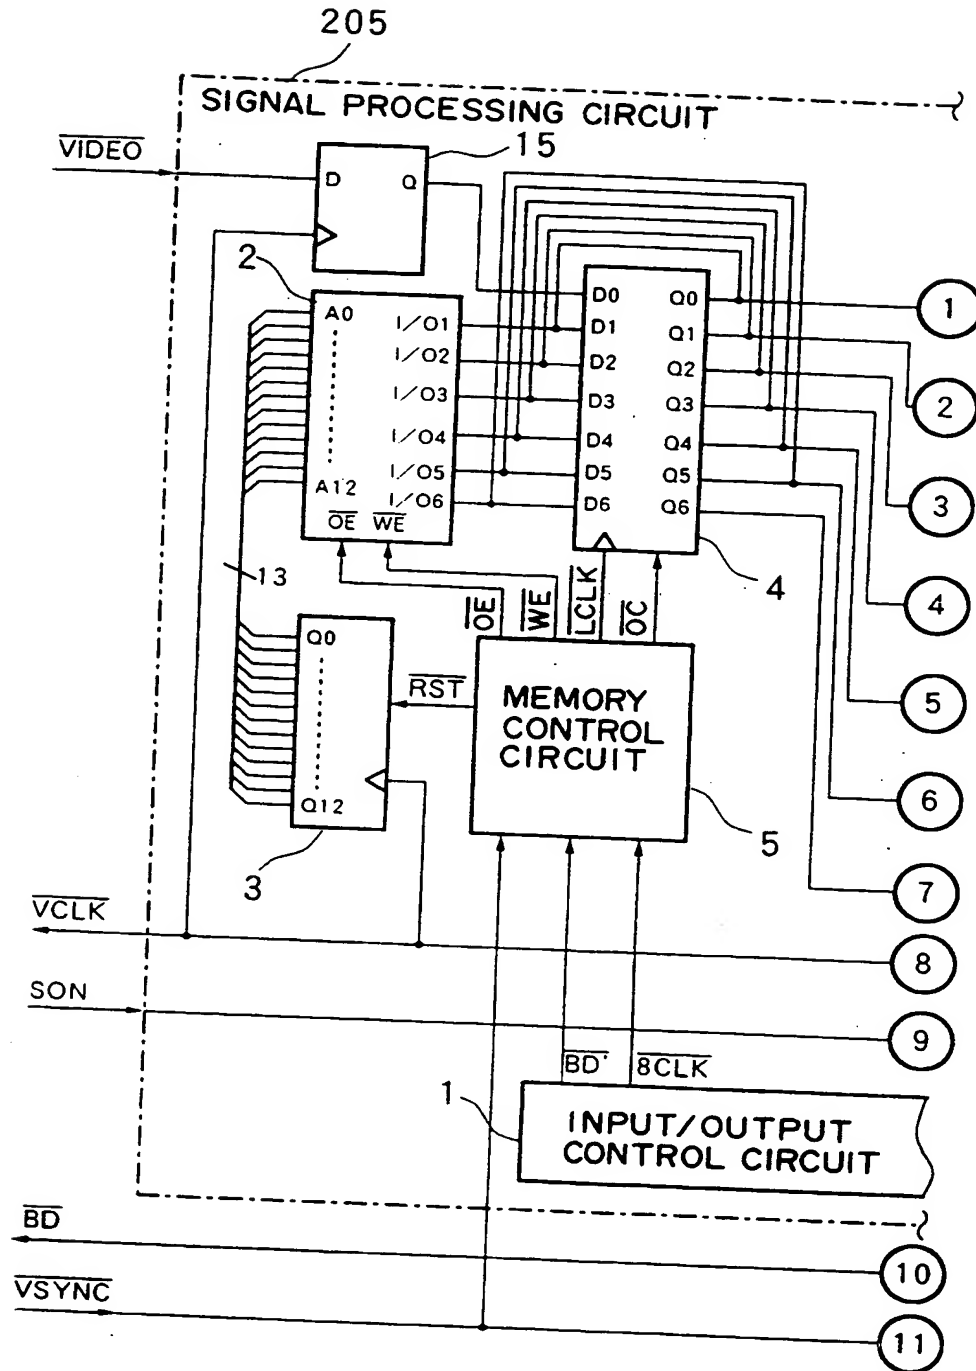 205
SIGNAL PROCESSING CIRCUIT
VIDEO
15
D Q
2
A0
A12
I/O1
I/O2
I/O3
I/O4
I/O5
I/O6
OE WE
D0 Q0
D1 Q1
D2 Q2
D3 Q3
D4 Q4
D5 Q5
D6 Q6
4
1
2
3
4
5
6
7
8
9
10
11
13
OE
WE
LCLK
OC
Q0
Q12
3
RST
MEMORY
CONTROL
CIRCUIT
5
VCLK
SON
BD'
8CLK
1
INPUT/OUTPUT
CONTROL CIRCUIT
BD
VSYNC